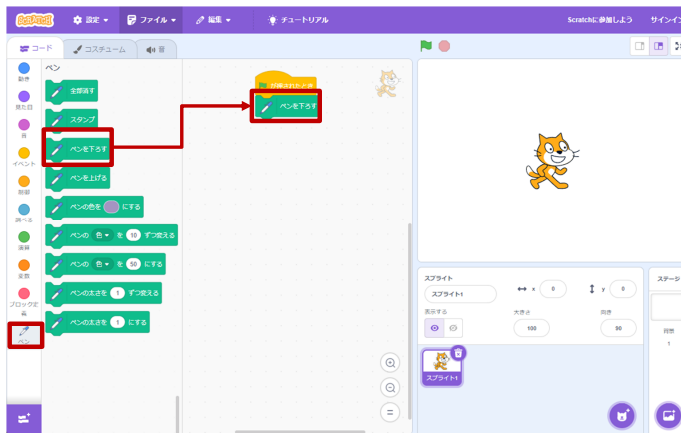 SCRATCH
設定
ファイル
編集
チュートリアル
Scratchに参加しよう
サインイン
コード
コスチューム
音
動き
見た目
音
イベント
制御
調べる
演算
変数
ブロック定義
ペン
ペン
全部消す
スタンプ
ペンを下ろす
ペンを上げる
ペンの色を にする
ペンの 色 を 10 ずつ変える
ペンの 色 を 50 にする
ペンの太さを 1 ずつ変える
ペンの太さを 1 にする
が押されたとき
ペンを下ろす
スプライト
スプライト1
x 0
y 0
表示する
大きさ 100
向き 90
スプライト1
ステージ
背景
1